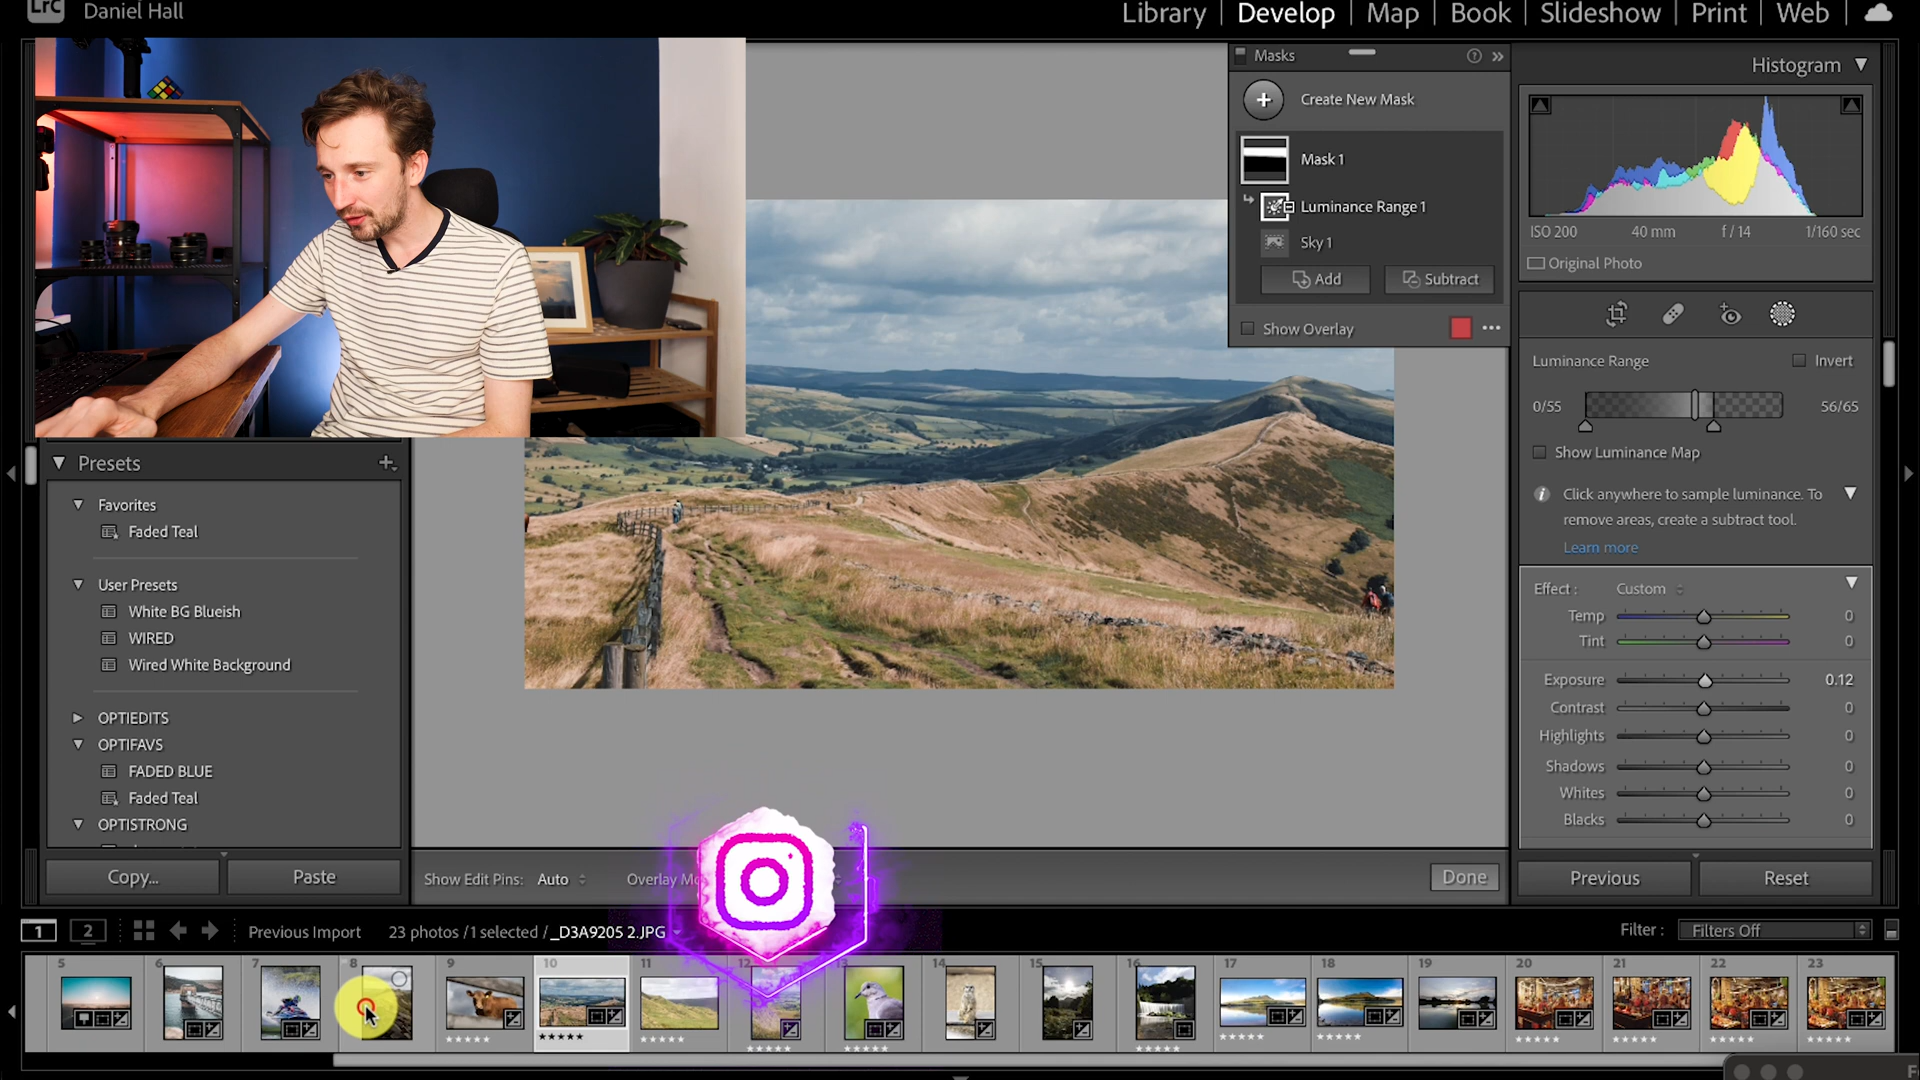 LrC
Daniel Hall
Library | Develop | Map | Book | Slideshow | Print | Web
Masks
Create New Mask
Mask 1
Luminance Range 1
Sky 1
Add
Subtract
Show Overlay
Histogram
ISO 200 40 mm f / 14 1/160 sec
Original Photo
Luminance Range
Invert
0/55
56/65
Show Luminance Map
Click anywhere to sample luminance. To
remove areas, create a subtract tool.
Learn more
Effect : Custom
Temp 0
Tint 0
Exposure 0.12
Contrast 0
Highlights 0
Shadows 0
Whites 0
Blacks 0
Previous
Reset
Presets
Favorites
Faded Teal
User Presets
White BG Blueish
WIRED
Wired White Background
OPTIEDITS
OPTIFAVS
FADED BLUE
Faded Teal
OPTISTRONG
Copy...
Paste
Show Edit Pins: Auto
Overlay
Done
1 2 Previous Import 23 photos /1 selected /_D3A9205 2.JPG
Filter : Filters Off
5 6 7 8 9 10 11 12 13 14 15 16 17 18 19 20 21 22 23